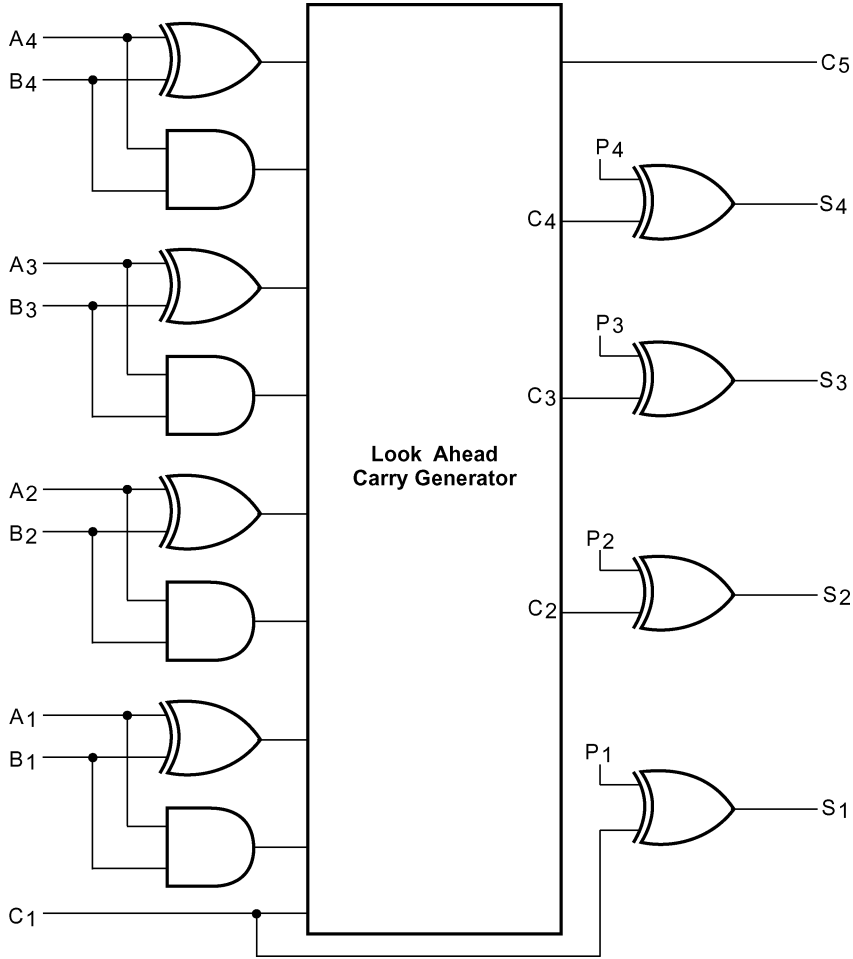 A4
B4
C5
P4
C4
S4
A3
B3
P3
C3
S3
Look Ahead
Carry Generator
A2
B2
P2
C2
S2
A1
B1
P1
S1
C1